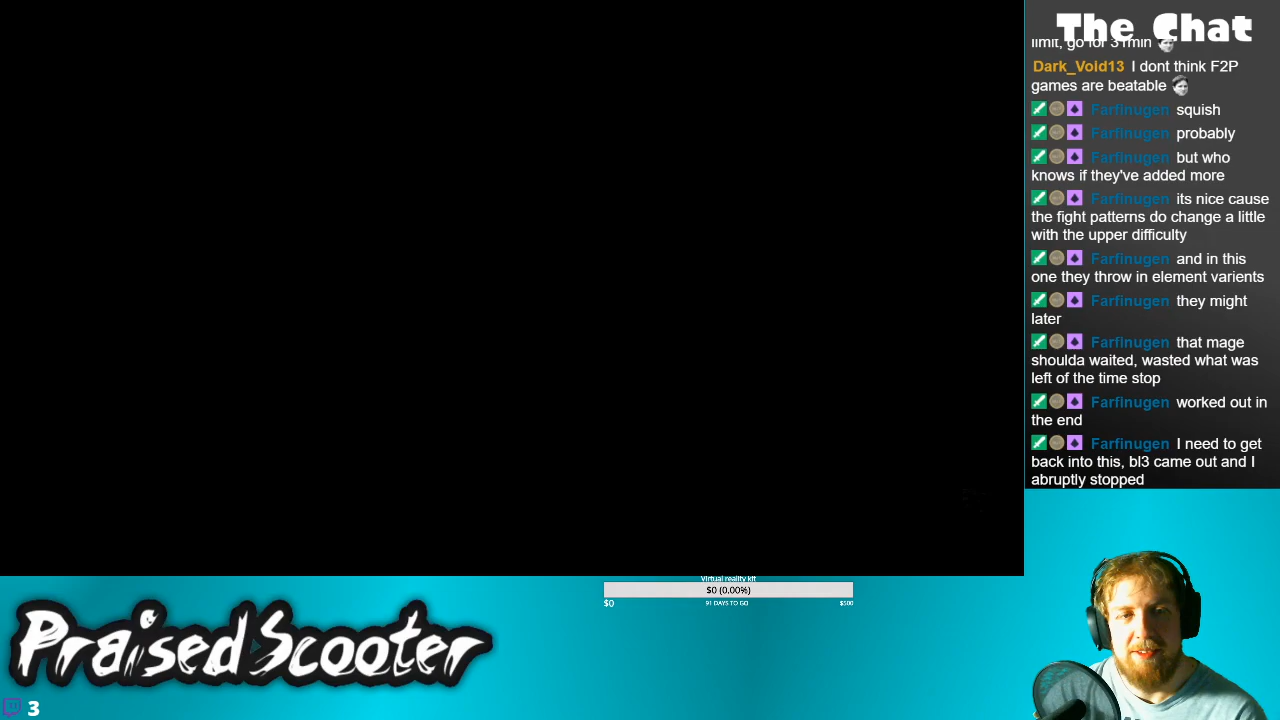 The Chat
limit, go for 31min
Dark_Void13 I dont think F2P
games are beatable
Farfinugen squish
Farfinugen probably
Farfinugen but who
knows if they've added more
Farfinugen its nice cause
the fight patterns do change a little
with the upper difficulty
Farfinugen and in this
one they throw in element varients
Farfinugen they might
later
Farfinugen that mage
shoulda waited, wasted what was
left of the time stop
Farfinugen worked out in
the end
Farfinugen I need to get
back into this, bl3 came out and I
abruptly stopped
Virtual reality kit
$0 (0.00%)
$0 91 DAYS TO GO $500
Praised Scooter
3